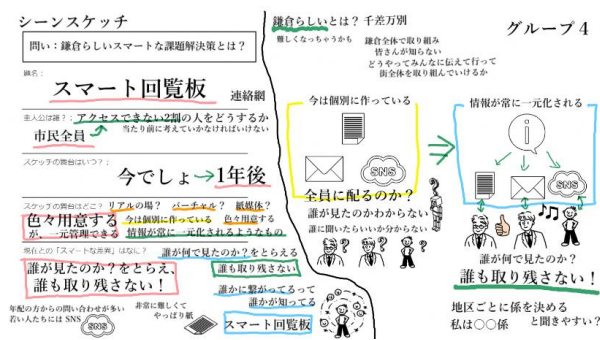 シーンスケッチ
問い：鎌倉らしいスマートな課題解決策とは？
題名：
スマート回覧板
連絡網
主人公は誰？：アクセスできない2割の人をどうするか
当たり前に考えていかなければいけない
市民全員
スケッチの舞台はいつ？：
今でしょ→1年後
スケッチの舞台はどこ？ リアルの場？ バーチャル？ 紙媒体？
色々用意する
が、一元管理できる
今は個別に作っている 色々用意する
情報が常に一元化されるようなもの
現在との「スマートな差異」はなに？
誰が何で見たのか？をとらえる
誰が見たのか？をとらえ、
誰も取り残さない！
誰も取り残さない
誰かに繋がってるって
誰かが知ってる
年配の方からの問い合わせが多い
若い人たちには SNS
SNS
非常に難しくて
やっぱり紙
スマート回覧板
鎌倉らしいとは？ 千差万別
難しくなっちゃうかも
鎌倉全体で取り組み
皆さんが知らない
どうやってみんなに伝えて行って
街全体を取り組んでいけるか
グループ４
今は個別に作っている
SNS
全員に配るのか？
誰が見たのかわからない
誰に聞いたらいいか分からない
情報が常に一元化される
SNS
誰が何で見たのか？
誰も取り残さない！
地区ごとに係を決める
私は○○係 と聞きやすい？